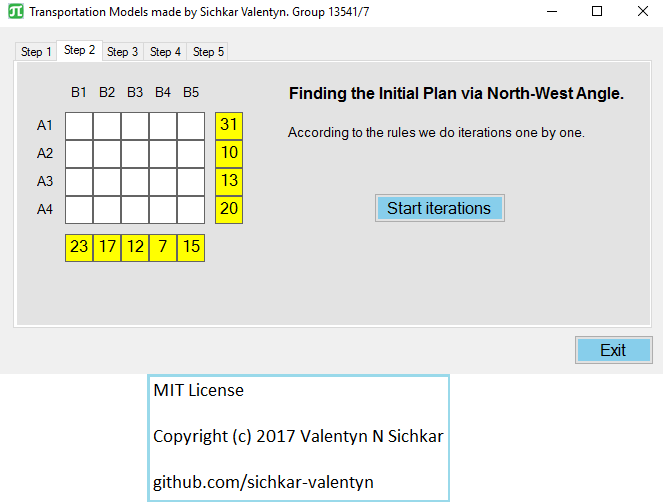 Transportation Models made by Sichkar Valentyn. Group 13541/7
Step 1 Step 2 Step 3 Step 4 Step 5
B1 B2 B3 B4 B5
Finding the Initial Plan via North-West Angle.
A1 31
According to the rules we do iterations one by one.
A2 10
A3 13
A4 20
Start iterations
23 17 12 7 15
Exit
MIT License
Copyright (c) 2017 Valentyn N Sichkar
github.com/sichkar-valentyn